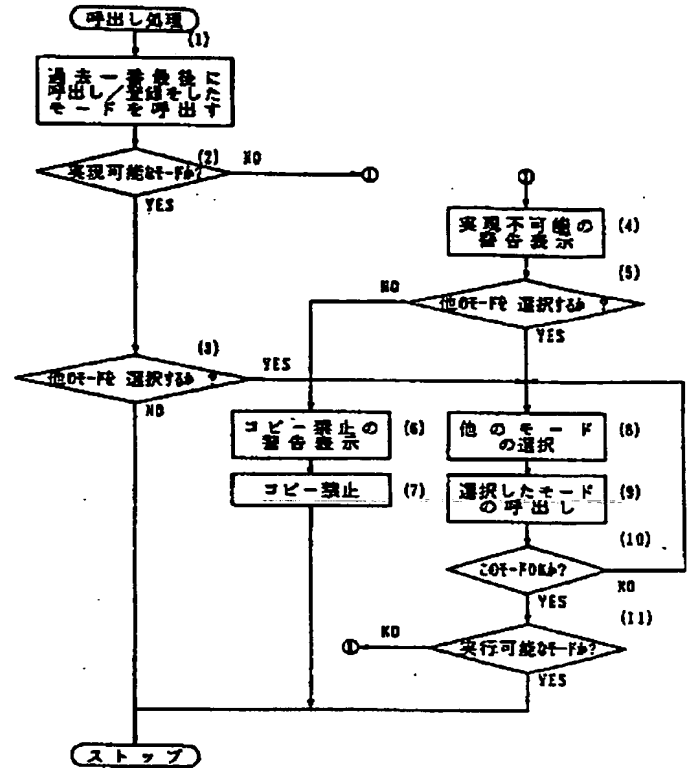 呼出し処理
(1)
過去一番最後に
呼出し/登録をした
モードを呼出す
(2)
実現可能なモードか?
NO
①
YES
①
実現不可能の
警告表示
(4)
(5)
他のモードを 選択するか ?
NO
YES
(3)
他のモードを 選択するか ?
YES
NO
コピー禁止の
警告表示
(6)
コピー禁止
(7)
他のモード
の選択
(8)
選択したモード
の呼出し
(9)
(10)
このモードOKか?
NO
YES
(11)
実行可能なモードか?
NO
①
YES
ストップ